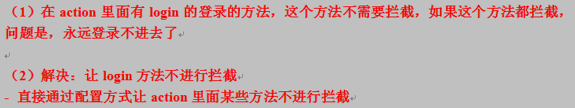 （1）在 action 里面有 login 的登录的方法，这个方法不需要拦截，如果这个方法都拦截，
问题是，永远登录不进去了
（2）解决：让 login 方法不进行拦截
- 直接通过配置方式让 action 里面某些方法不进行拦截